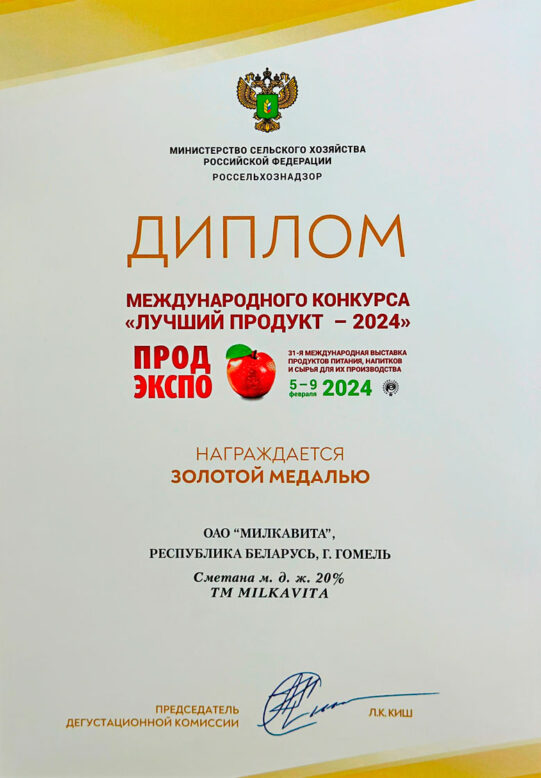 МИНИСТЕРСТВО СЕЛЬСКОГО ХОЗЯЙСТВА
РОССИЙСКОЙ ФЕДЕРАЦИИ
РОССЕЛЬХОЗНАДЗОР
ДИПЛОМ
МЕЖДУНАРОДНОГО КОНКУРСА
«ЛУЧШИЙ ПРОДУКТ – 2024»
ПРОД
ЭКСПО
31-Я МЕЖДУНАРОДНАЯ ВЫСТАВКА
ПРОДУКТОВ ПИТАНИЯ, НАПИТКОВ
И СЫРЬЯ ДЛЯ ИХ ПРОИЗВОДСТВА
5–9
февраля 2024
НАГРАЖДАЕТСЯ
ЗОЛОТОЙ МЕДАЛЬЮ
ОАО "МИЛКАВИТА",
РЕСПУБЛИКА БЕЛАРУСЬ, Г. ГОМЕЛЬ
Сметана м. д. ж. 20%
ТМ MILKAVITA
ПРЕДСЕДАТЕЛЬ
ДЕГУСТАЦИОННОЙ КОМИССИИ
Л.К. КИШ